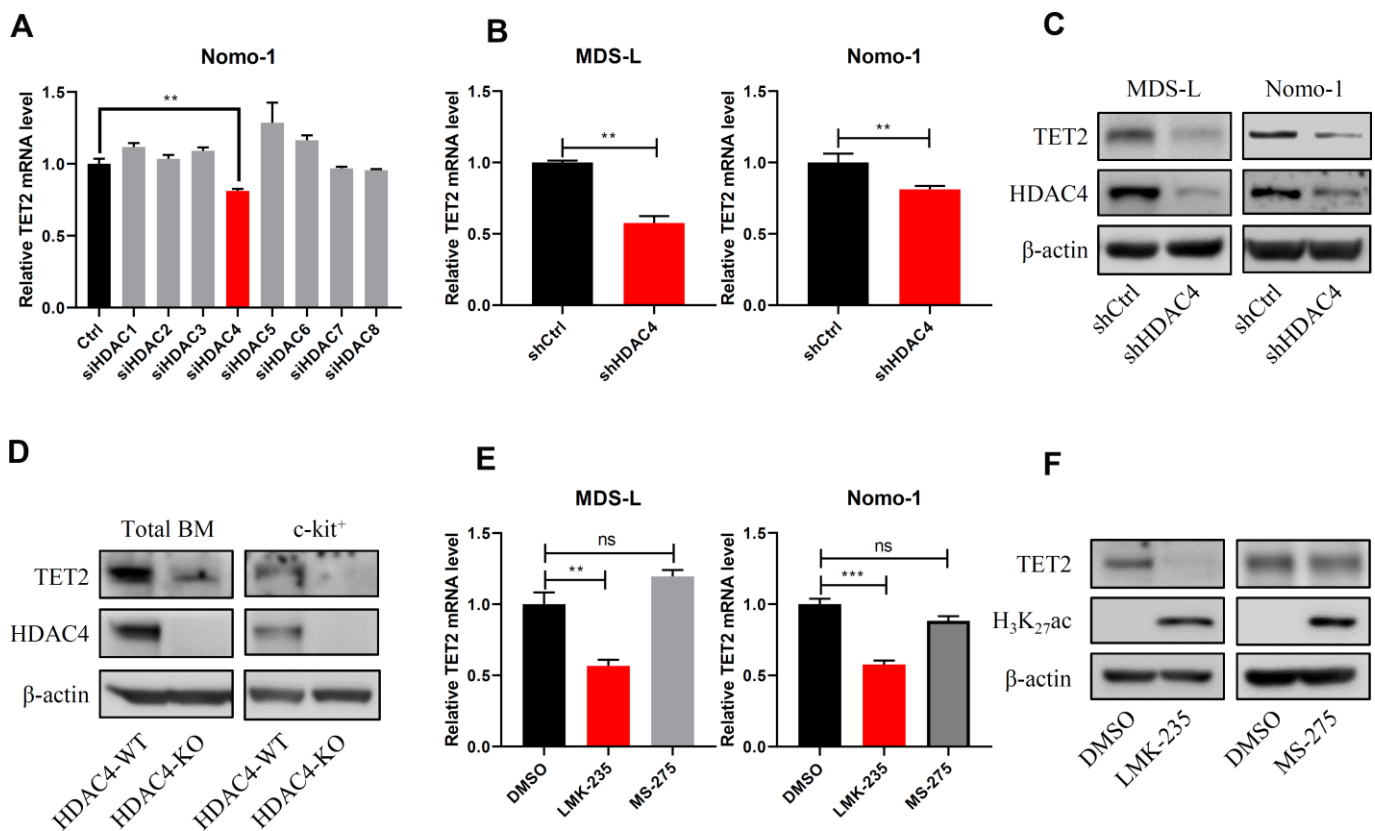 A
Nomo-1
Relative TET2 mRNA level
1.5
1.0
0.5
0.0
**
Ctrl
siHDAC1
siHDAC2
siHDAC3
siHDAC4
siHDAC5
siHDAC6
siHDAC7
siHDAC8
B
MDS-L
Relative TET2 mRNA level
1.5
1.0
0.5
0.0
**
shCtrl
shHDAC4
Nomo-1
Relative TET2 mRNA level
1.5
1.0
0.5
0.0
**
shCtrl
shHDAC4
C
MDS-L Nomo-1
TET2
HDAC4
β-actin
shCtrl
shHDAC4
shCtrl
shHDAC4
D
Total BM c-kit⁺
TET2
HDAC4
β-actin
HDAC4-WT
HDAC4-KO
HDAC4-WT
HDAC4-KO
E
MDS-L
Relative TET2 mRNA level
1.5
1.0
0.5
0.0
ns
**
DMSO
LMK-235
MS-275
Nomo-1
Relative TET2 mRNA level
1.5
1.0
0.5
0.0
ns
***
DMSO
LMK-235
MS-275
F
TET2
H₃K₂₇ac
β-actin
DMSO
LMK-235
DMSO
MS-275